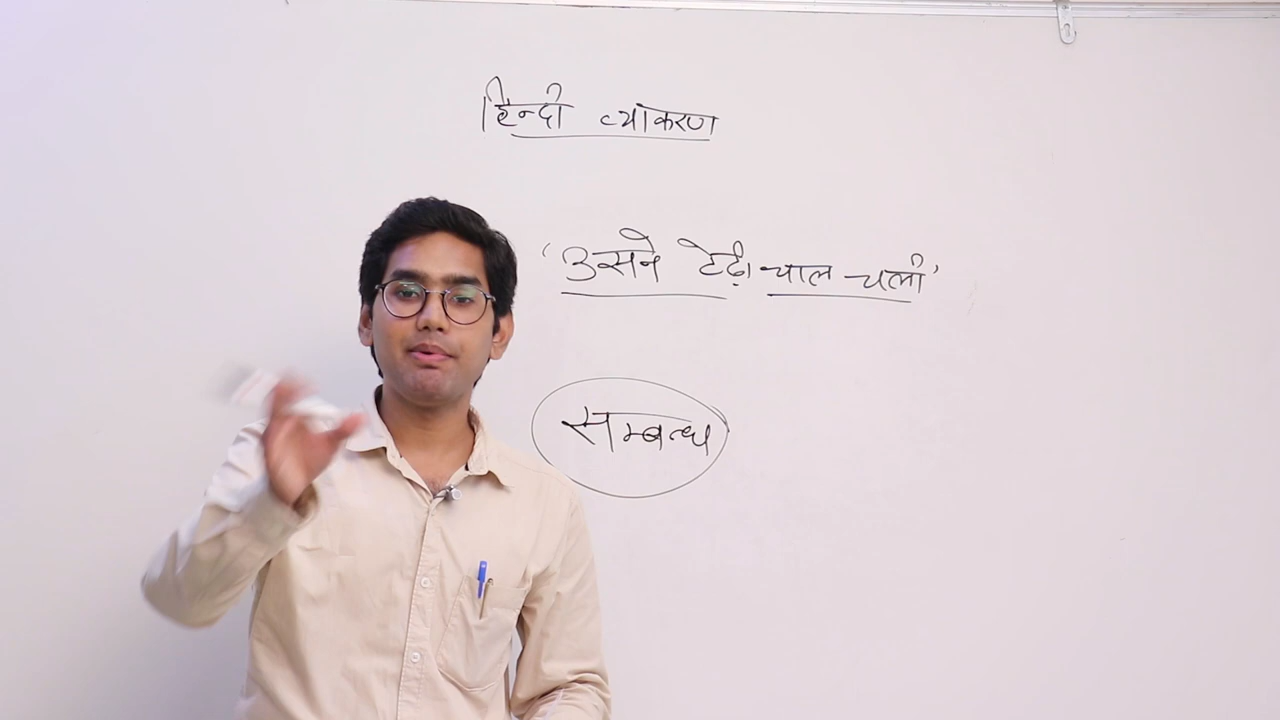 हिन्दी व्याकरण
'उसने टेढ़ी चाल चली'
सम्बन्ध